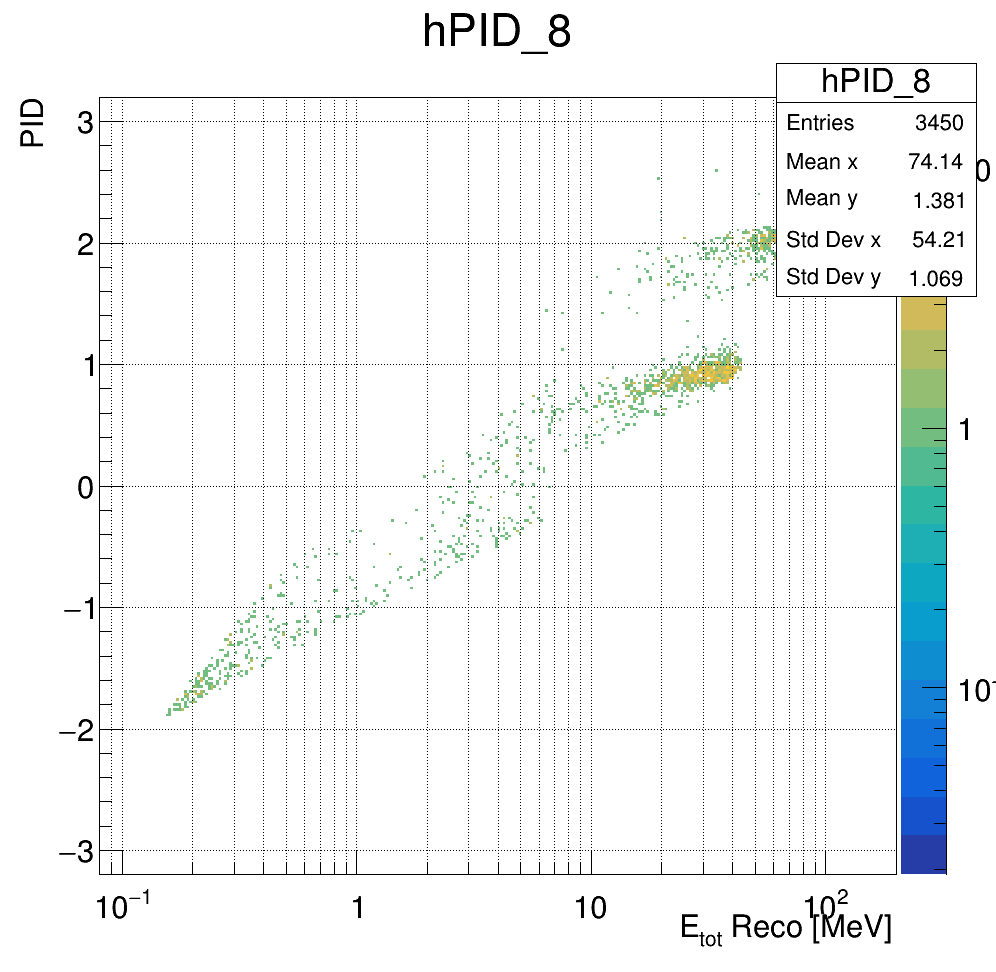 hPID_8
hPID_8
Entries 3450
Mean x 74.14
Mean y 1.381
Std Dev x 54.21
Std Dev y 1.069
PID
3
2
1
0
−1
−2
−3
10⁻¹
1
10
10²
E_tot Reco [MeV]
0
1
10⁻